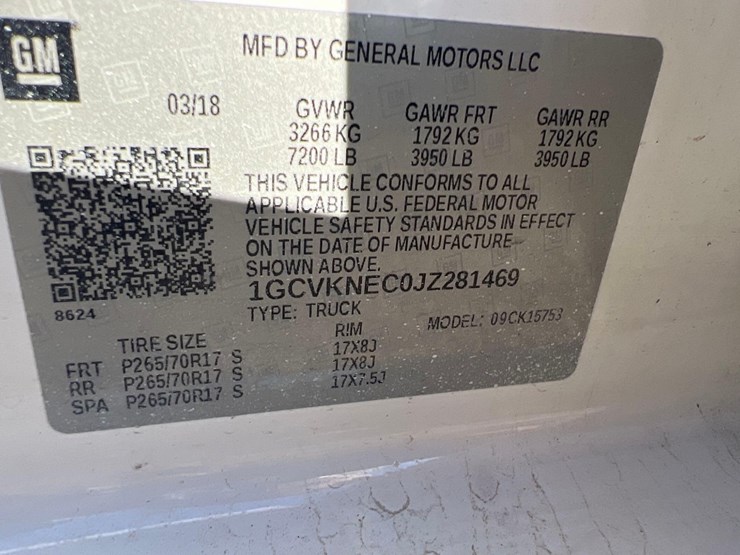 GM
MFD BY GENERAL MOTORS LLC
03/18
GVWR GAWR FRT GAWR RR
3266 KG 1792 KG 1792 KG
7200 LB 3950 LB 3950 LB
THIS VEHICLE CONFORMS TO ALL
APPLICABLE U.S. FEDERAL MOTOR
VEHICLE SAFETY STANDARDS IN EFFECT
ON THE DATE OF MANUFACTURE
SHOWN ABOVE.
1GCVKNEC0JZ281469
8624
TYPE: TRUCK MODEL: 09CK15753
TIRE SIZE RIM
FRT P265/70R17 S 17X8J
RR P265/70R17 S 17X8J
SPA P265/70R17 S 17X7.5J